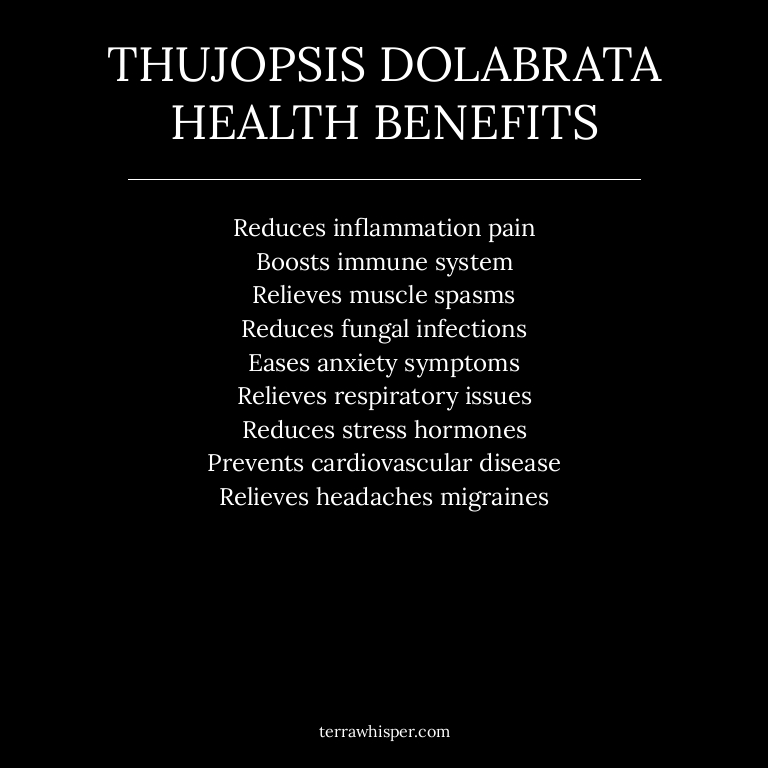 THUJOPSIS DOLABRATA
HEALTH BENEFITS
Reduces inflammation pain
Boosts immune system
Relieves muscle spasms
Reduces fungal infections
Eases anxiety symptoms
Relieves respiratory issues
Reduces stress hormones
Prevents cardiovascular disease
Relieves headaches migraines
terrawhisper.com